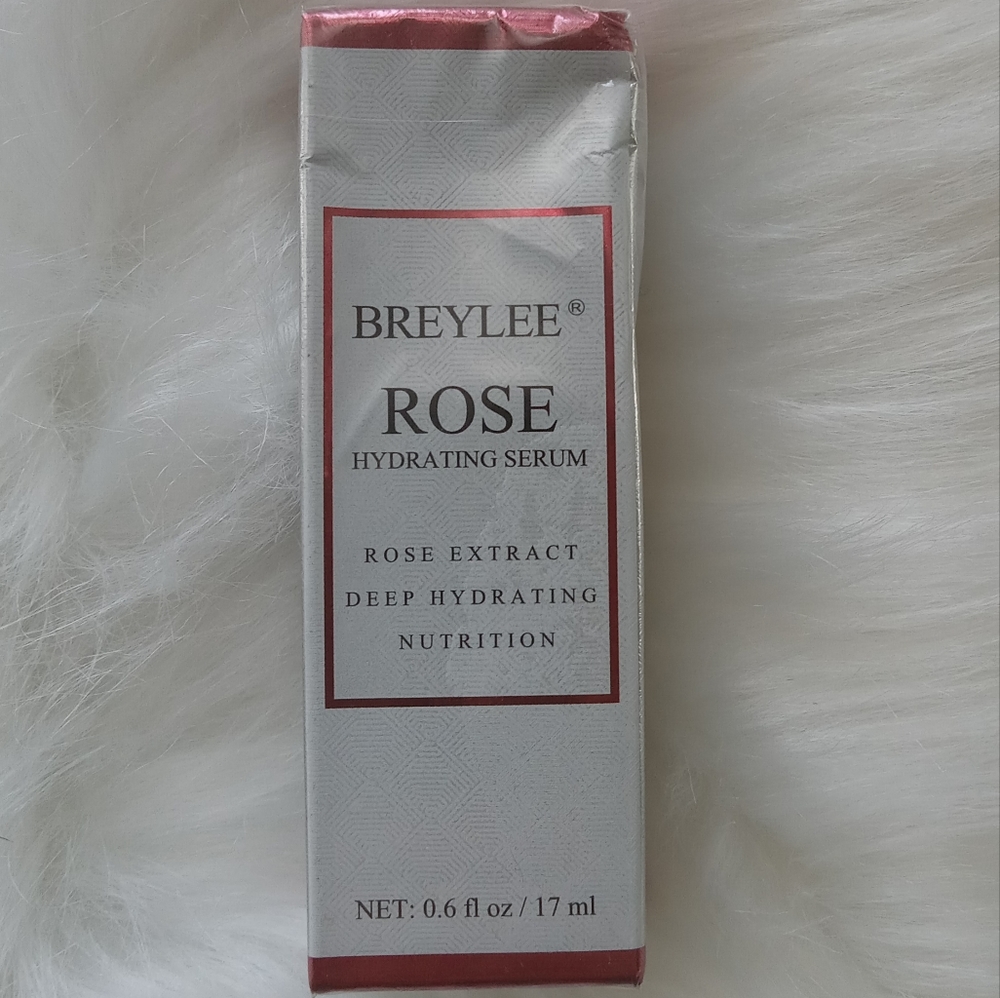 BREYLEE®
ROSE
HYDRATING SERUM
ROSE EXTRACT
DEEP HYDRATING
NUTRITION
NET: 0.6 fl oz / 17 ml